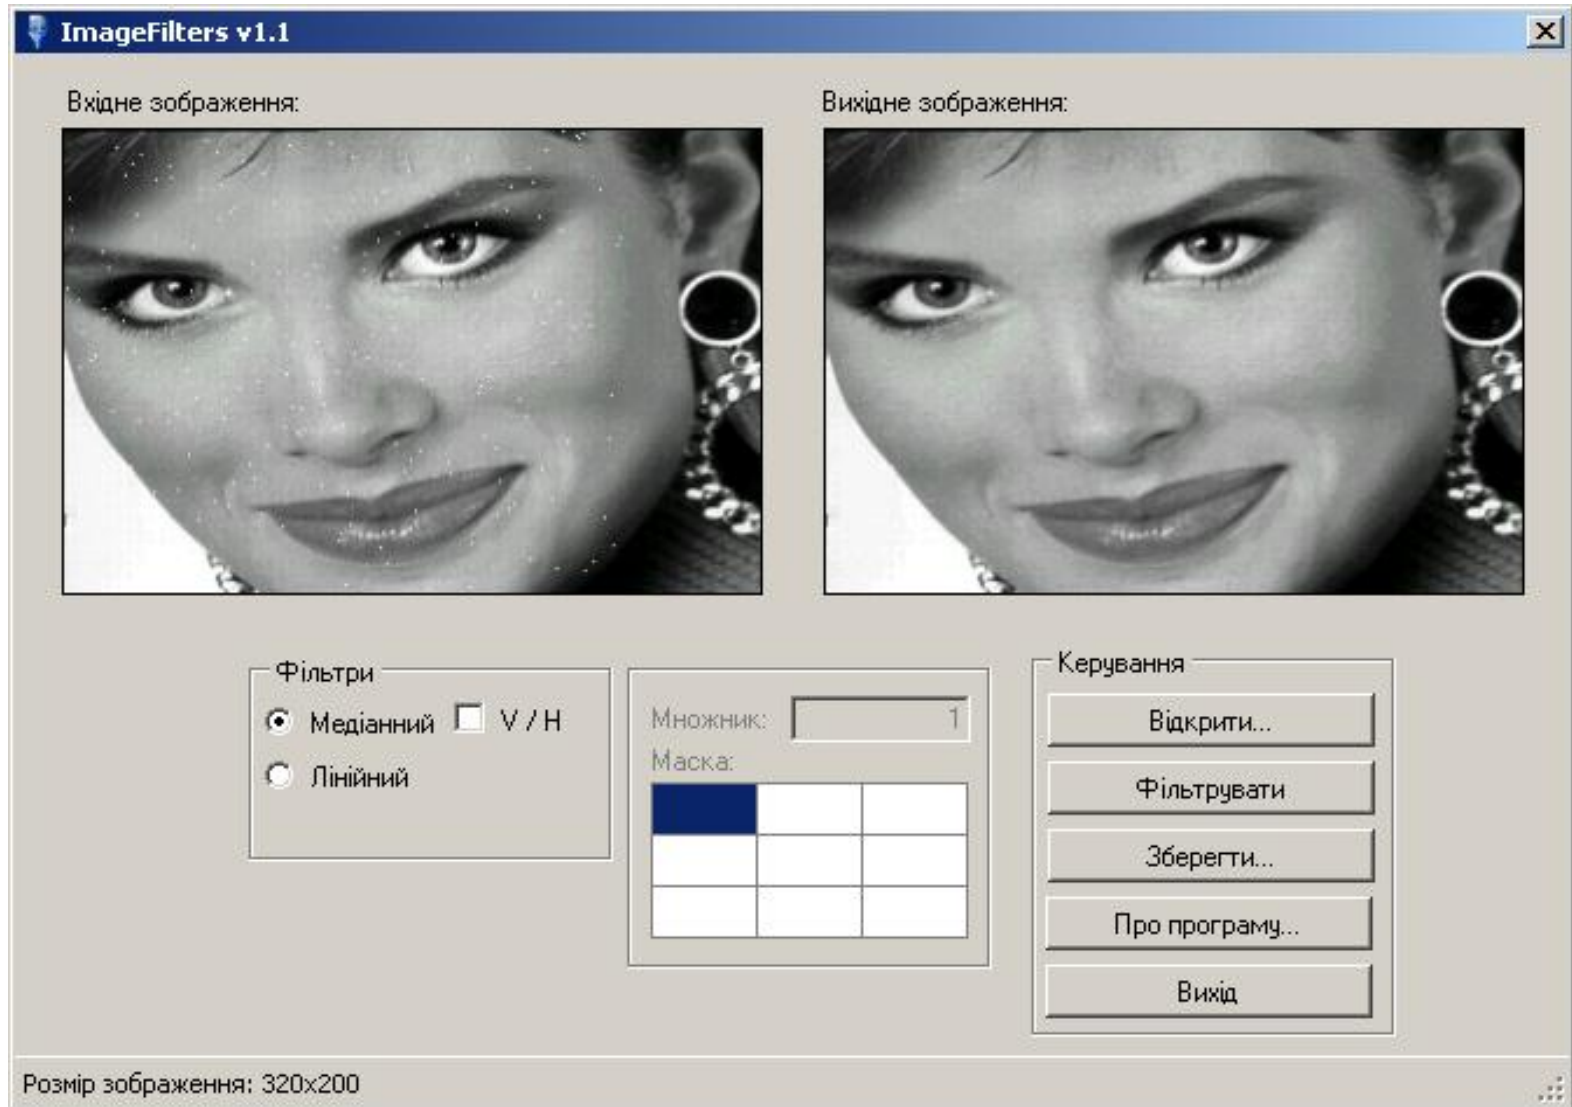 ImageFilters v1.1
Вхідне зображення:
Вихідне зображення:
Фільтри
Медіанний V / H
Лінійний
Множник: 1
Маска:
Керування
Відкрити...
Фільтрувати
Зберегти...
Про програму...
Вихід
Розмір зображення: 320x200